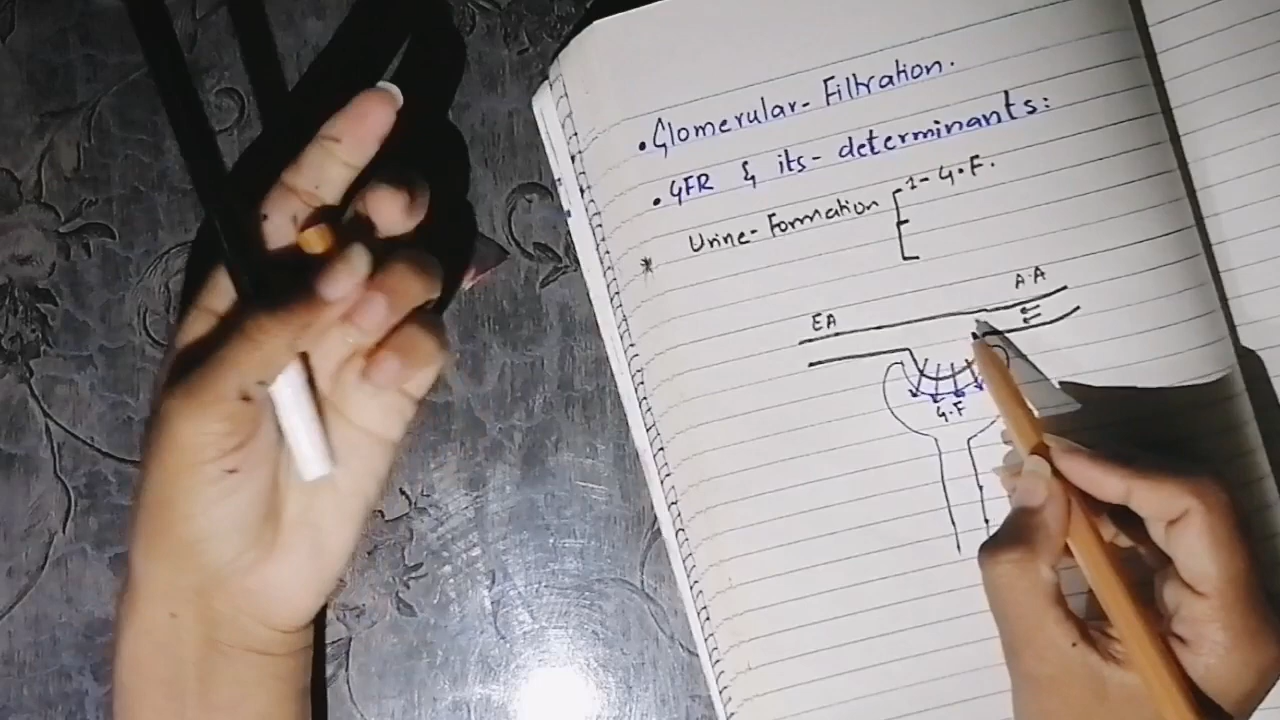 • Glomerular- Filtration.
• GFR & its- determinants:
* Urine- Formation
1- G.F.
A.A
EA
G.F